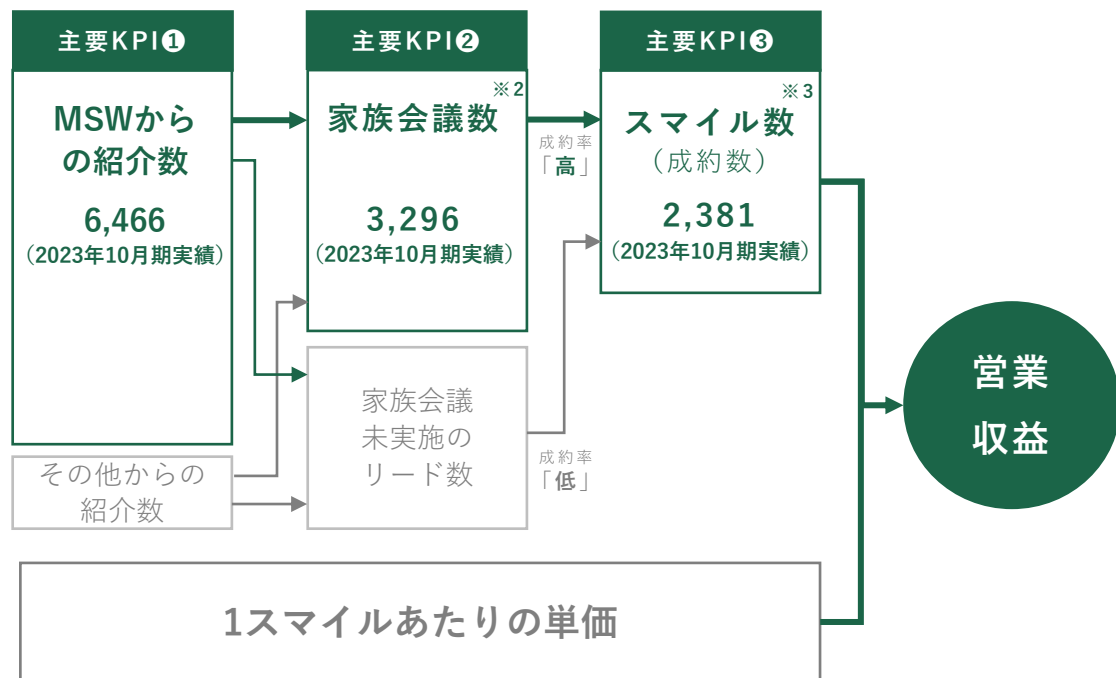 主要KPI❶
MSWから
の紹介数
6,466
（2023年10月期実績）
その他からの
紹介数
主要KPI❷
※2
家族会議数
3,296
（2023年10月期実績）
家族会議
未実施の
リード数
成約率
「高」
成約率
「低」
主要KPI❸
※3
スマイル数
（成約数）
2,381
（2023年10月期実績）
営業
収益
1スマイルあたりの単価